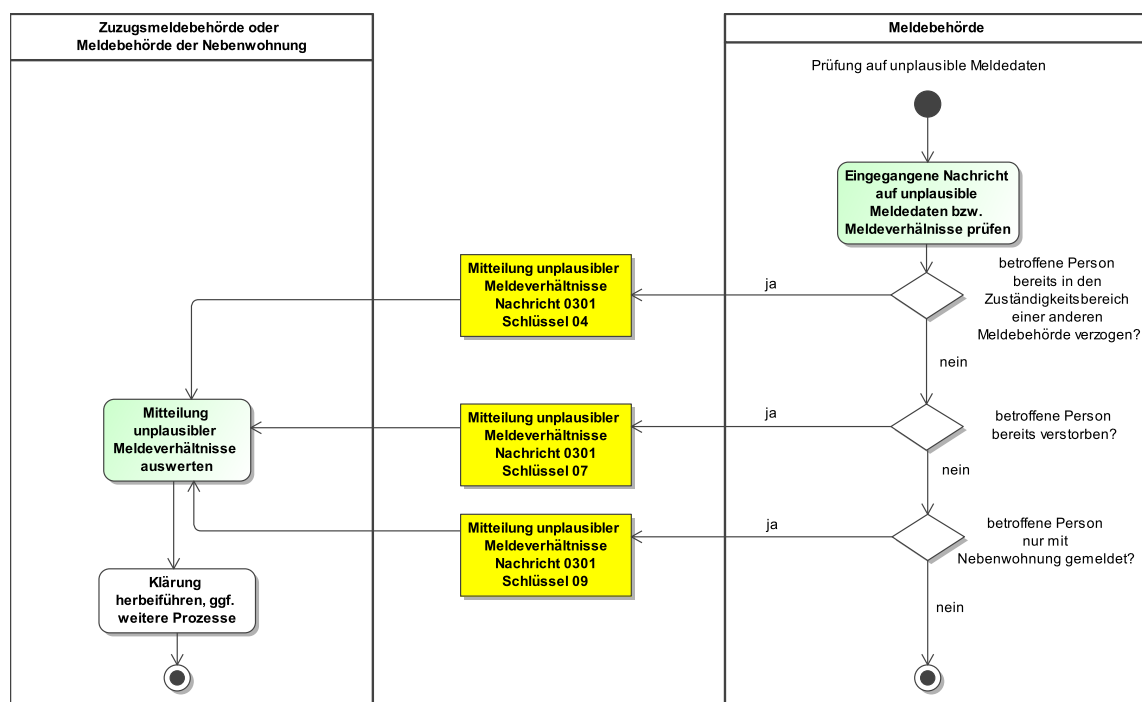 Zuzugsmeldebehörde oder
Meldebehörde der Nebenwohnung
Meldebehörde
Prüfung auf unplausible Meldedaten
Eingegangene Nachricht
auf unplausible
Meldedaten bzw.
Meldeverhälnisse prüfen
betroffene Person
bereits in den
Zuständigkeitsbereich
einer anderen
Meldebehörde verzogen?
ja
Mitteilung unplausibler
Meldeverhältnisse
Nachricht 0301
Schlüssel 04
nein
betroffene Person
bereits verstorben?
ja
Mitteilung unplausibler
Meldeverhältnisse
Nachricht 0301
Schlüssel 07
Mitteilung
unplausibler
Meldeverhältnisse
auswerten
nein
betroffene Person
nur mit
Nebenwohnung gemeldet?
ja
Mitteilung unplausibler
Meldeverhältnisse
Nachricht 0301
Schlüssel 09
Klärung
herbeiführen, ggf.
weitere Prozesse
nein